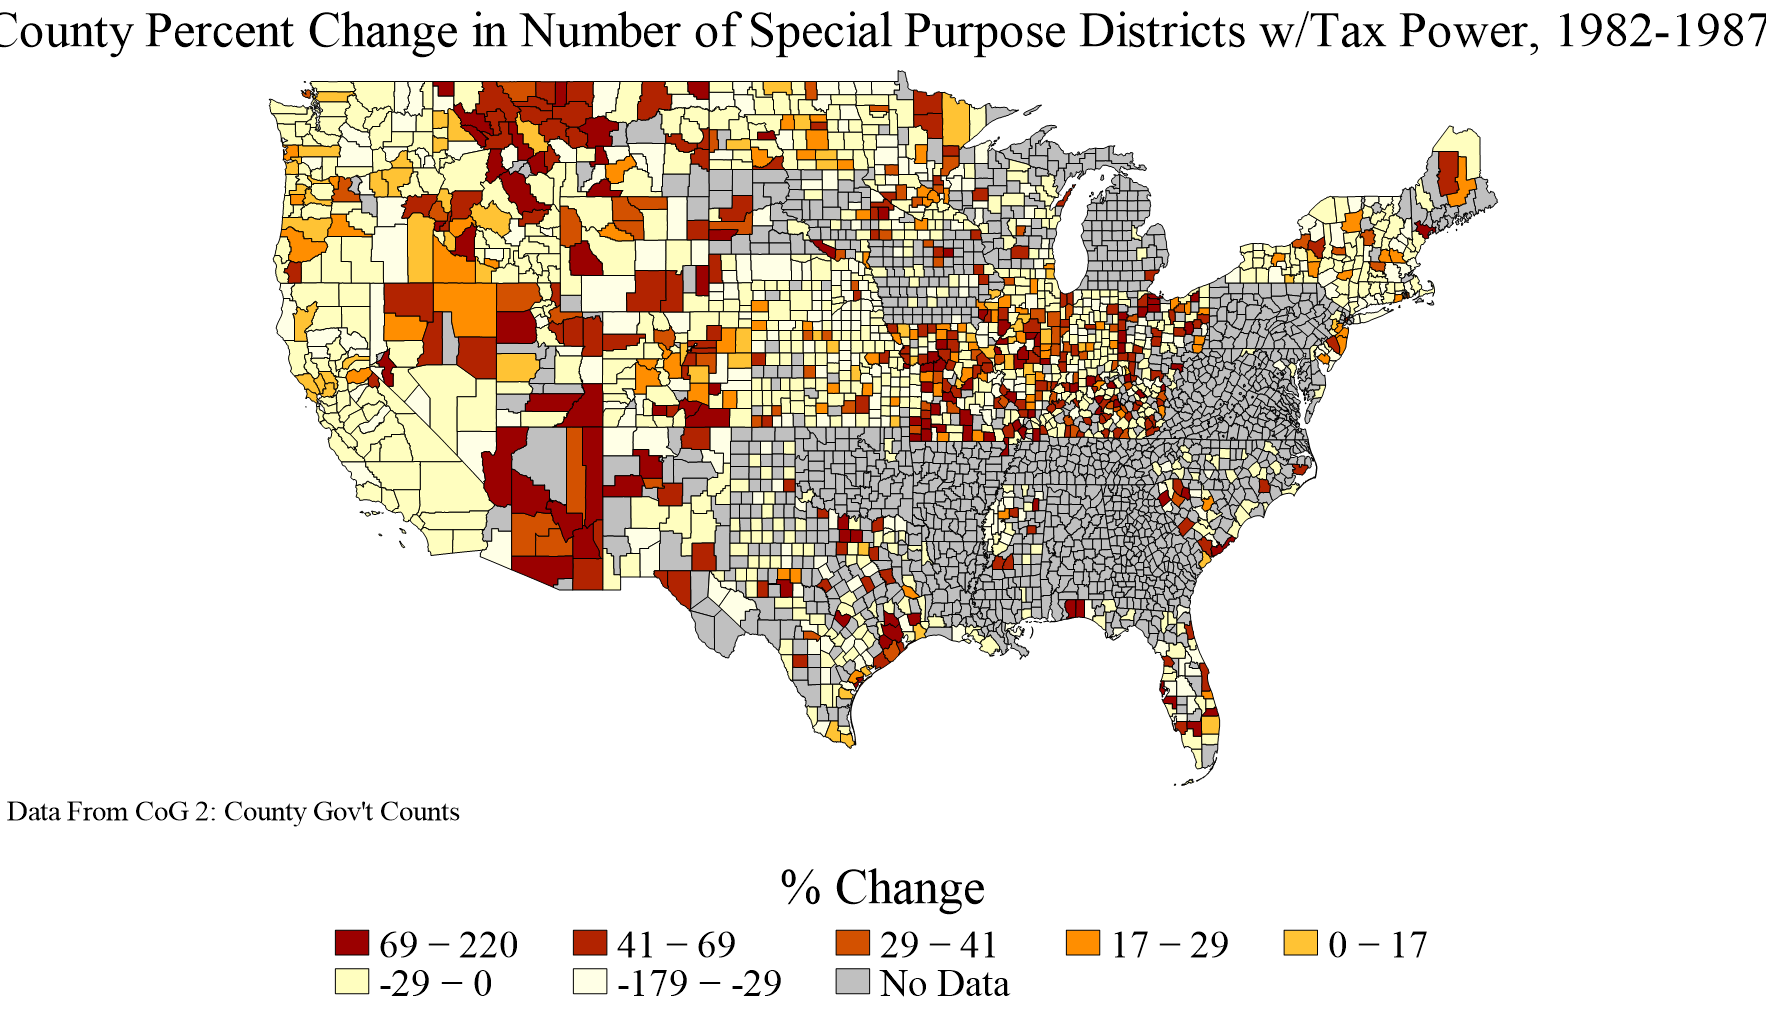 County Percent Change in Number of Special Purpose Districts w/Tax Power, 1982-1987
Data From CoG 2: County Gov't Counts
% Change
69 – 220 41 – 69 29 – 41 17 – 29 0 – 17
-29 – 0 -179 – -29 No Data